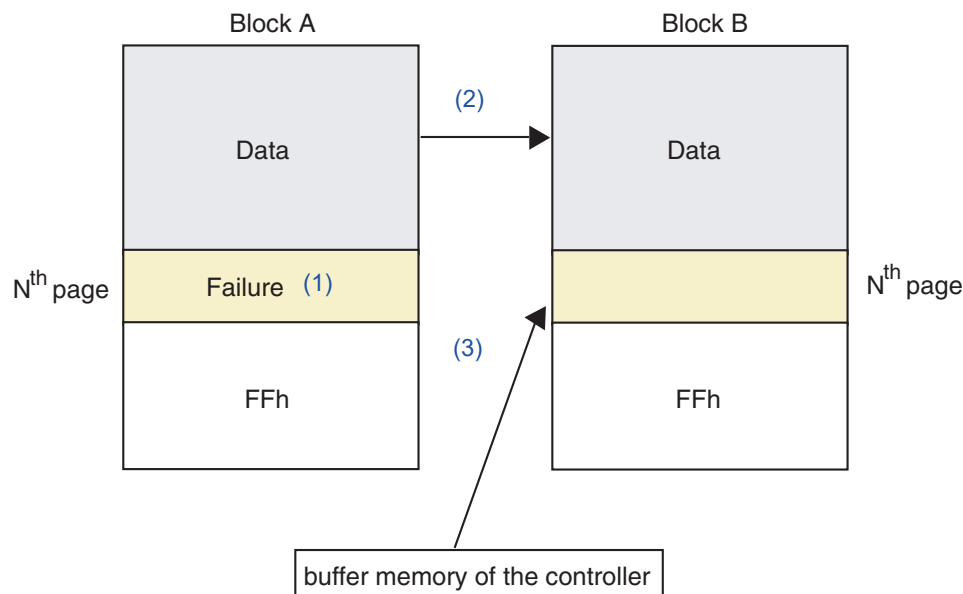 Block A
Block B
(2)
Data
Data
Nth page
Failure (1)
Nth page
(3)
FFh
FFh
buffer memory of the controller